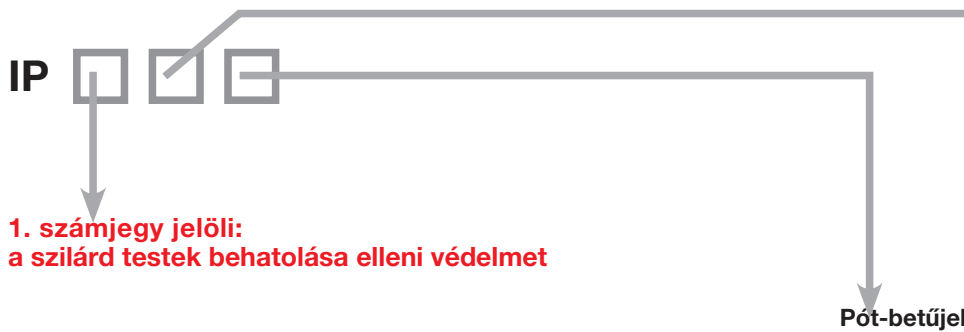 IP
1. számjegy jelöli:
a szilárd testek behatolása elleni védelmet
Pót-betűjel